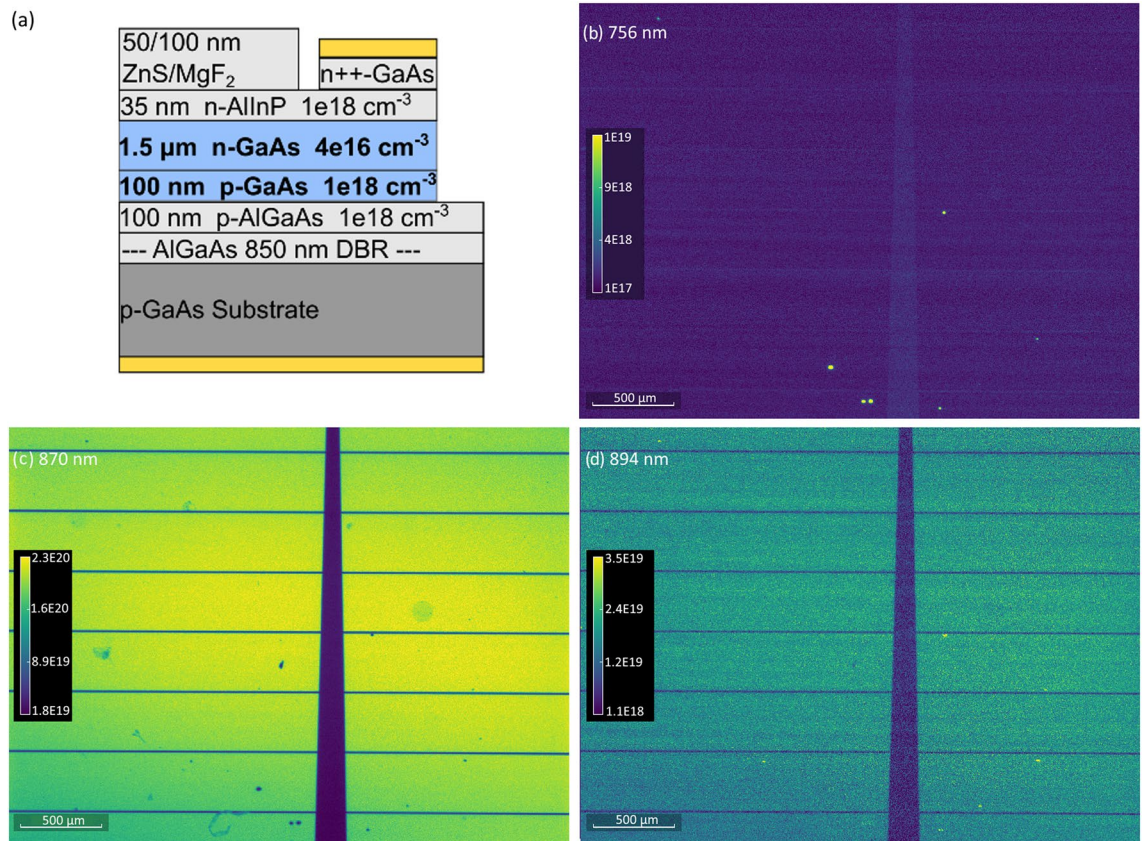 (a)
50/100 nm
ZnS/MgF2
n++-GaAs
35 nm n-AlInP 1e18 cm-3
1.5 µm n-GaAs 4e16 cm-3
100 nm p-GaAs 1e18 cm-3
100 nm p-AlGaAs 1e18 cm-3
--- AlGaAs 850 nm DBR ---
p-GaAs Substrate
(b) 756 nm
1E19
9E18
4E18
1E17
500 µm
(c) 870 nm
2.3E20
1.6E20
8.9E19
1.8E19
500 µm
(d) 894 nm
3.5E19
2.4E19
1.2E19
1.1E18
500 µm